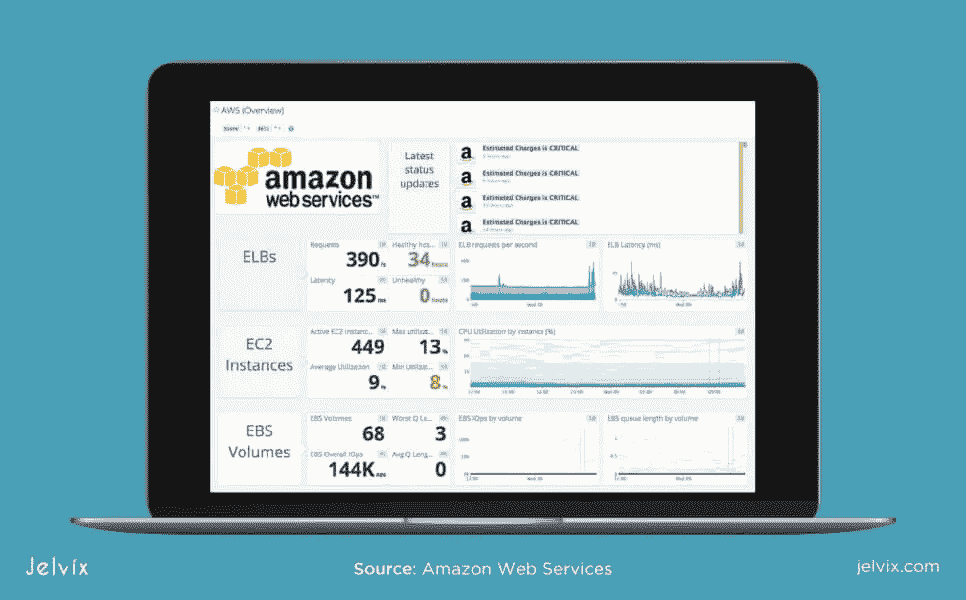 AWS (Overview)
amazon
web services™
Latest
status
updates
Estimated Charges is CRITICAL
Estimated Charges is CRITICAL
Estimated Charges is CRITICAL
Estimated Charges is CRITICAL
ELBs
Requests
390
Healthy hos...
34
Latency
125 ms
Unhealthy
0
ELB requests per second
ELB Latency (ms)
EC2
Instances
Active EC2 Instanc...
449
Max utilizat...
13
Average Utilization
9
Min Utilizat...
8
CPU Utilization by instance (%)
EBS
Volumes
EBS Volumes
68
Worst Q Le...
3
EBS Overall IOps
144K
Avg Q Leng...
0
EBS IOps by volume
EBS queue length by volume
Jelvix
Source: Amazon Web Services
jelvix.com